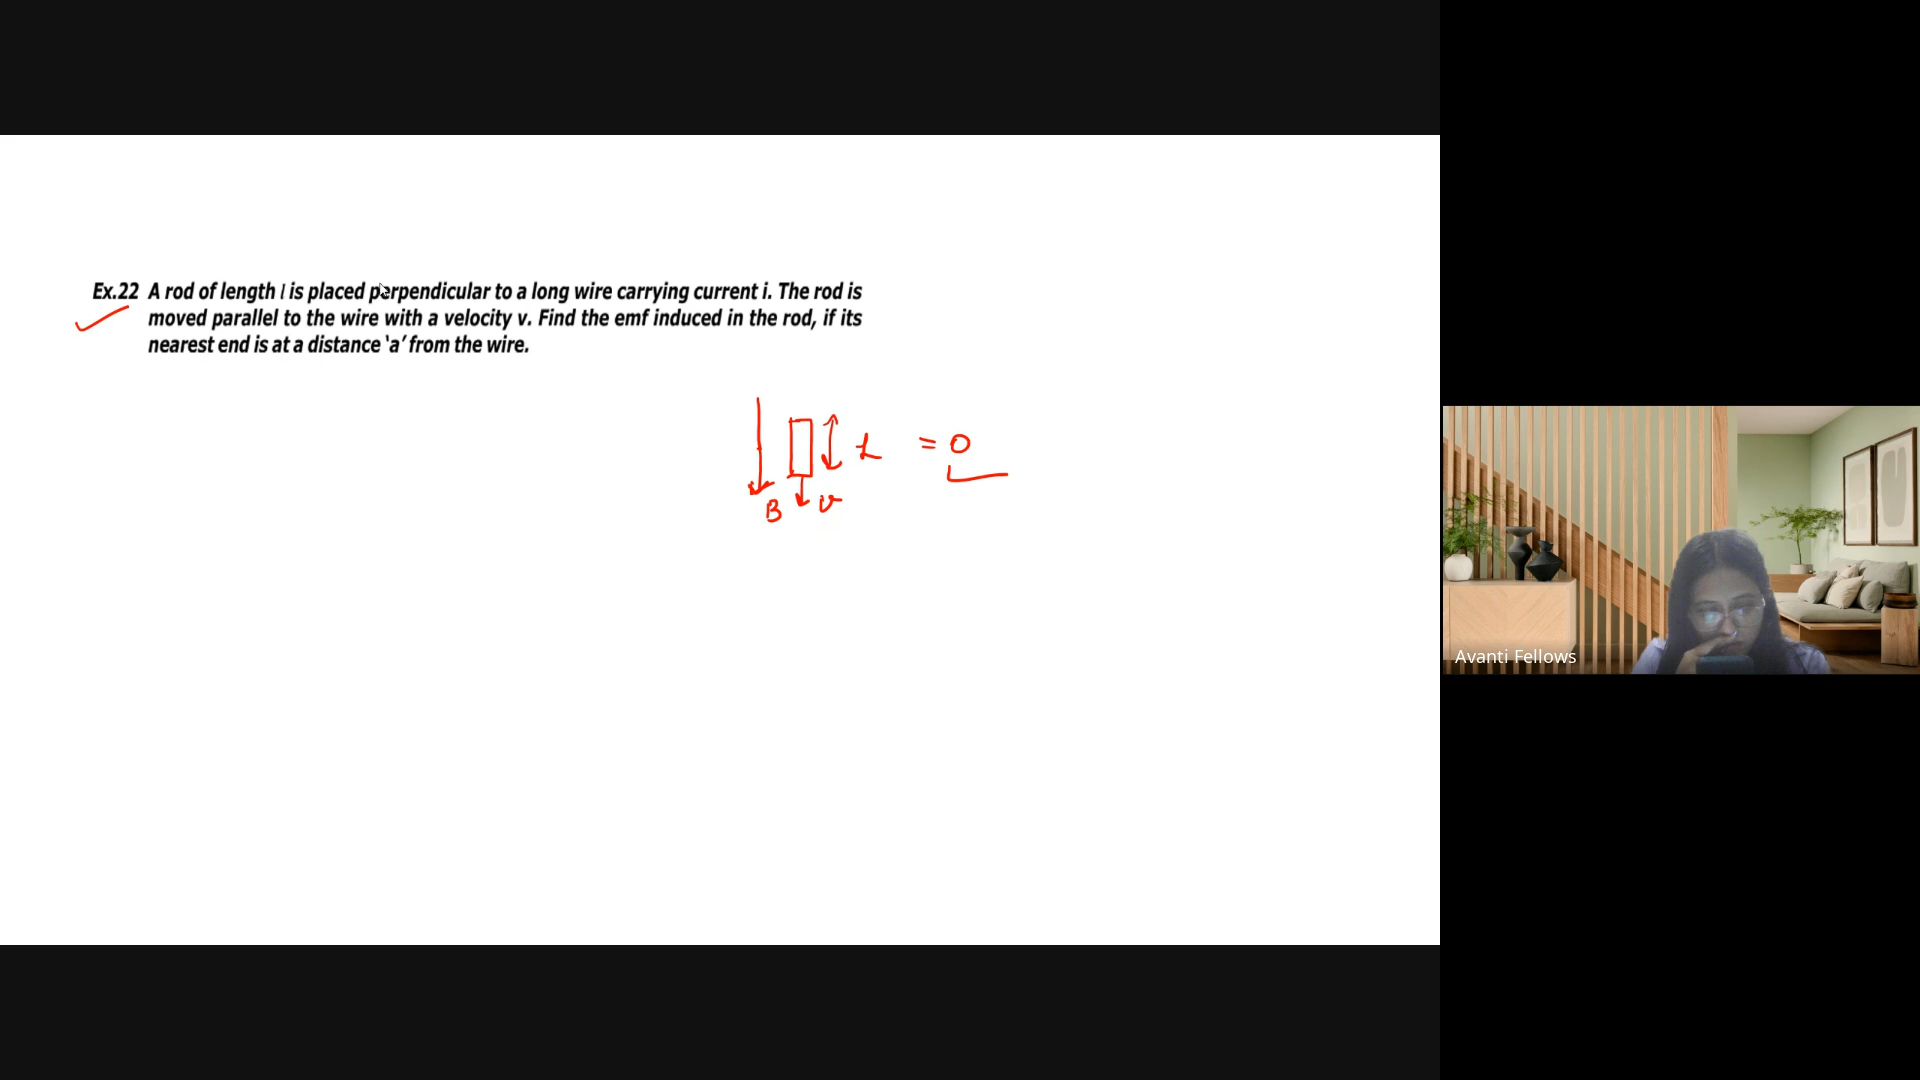 Ex.22 A rod of length l is placed perpendicular to a long wire carrying current i. The rod is
moved parallel to the wire with a velocity v. Find the emf induced in the rod, if its
nearest end is at a distance ‘a’ from the wire.
L = 0
B v
Avanti Fellows